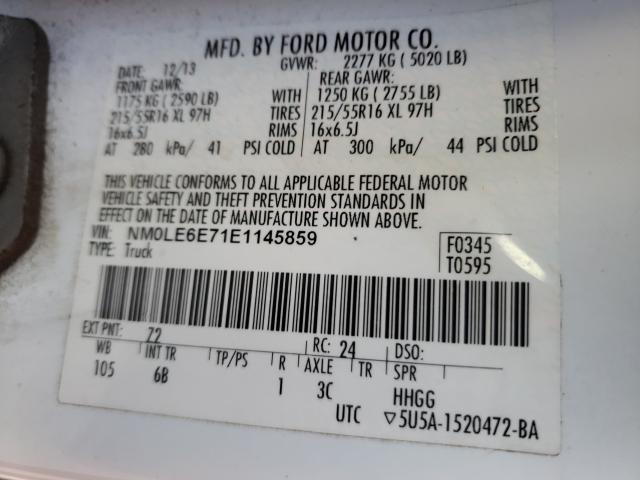 MFD. BY FORD MOTOR CO.
DATE: 12/13 GVWR: 2277 KG ( 5020 LB)
FRONT GAWR: REAR GAWR:
1175 KG ( 2590 LB) WITH 1250 KG ( 2755 LB) WITH
215/55R16 XL 97H TIRES 215/55R16 XL 97H TIRES
16x6.5J RIMS 16x6.5J RIMS
AT 280 kPa/ 41 PSI COLD AT 300 kPa/ 44 PSI COLD
THIS VEHICLE CONFORMS TO ALL APPLICABLE FEDERAL MOTOR
VEHICLE SAFETY AND THEFT PREVENTION STANDARDS IN
EFFECT ON THE DATE OF MANUFACTURE SHOWN ABOVE.
VIN: NM0LE6E71E1145859 F0345
TYPE: Truck T0595
EXT PNT: 72 RC: 24 DSO:
WB INT TR TP/PS R AXLE TR SPR
105 6B 1 3C HHGG
UTC ▽5U5A-1520472-BA